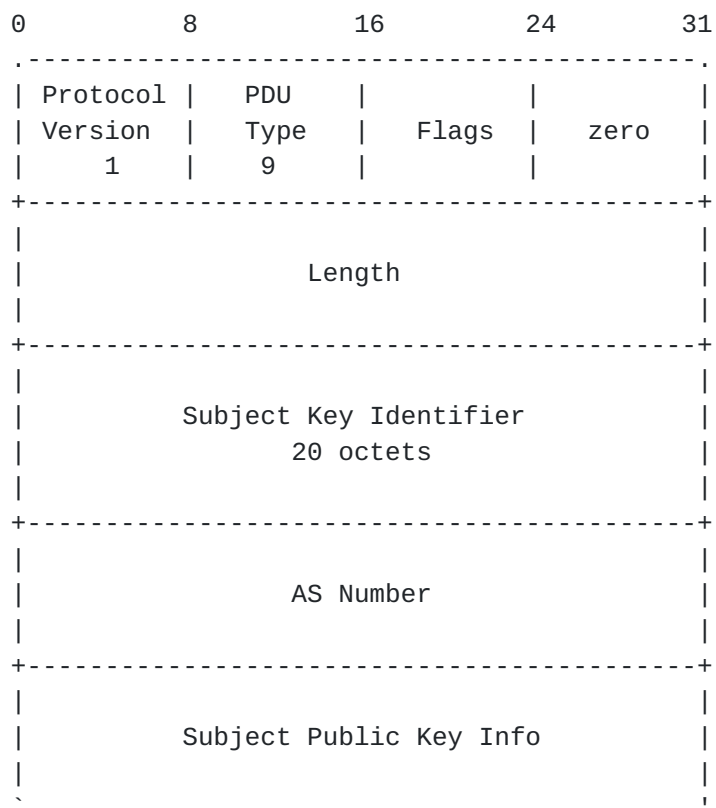 0          8          16         24         31
.-------------------------------------------.
| Protocol |   PDU    |          |          |
| Version  |   Type   |   Flags  |   zero   |
|     1    |    9     |          |          |
+-------------------------------------------+
|                                           |
|                  Length                   |
|                                           |
+-------------------------------------------+
|                                           |
|          Subject Key Identifier           |
|                 20 octets                 |
|                                           |
+-------------------------------------------+
|                                           |
|                 AS Number                 |
|                                           |
+-------------------------------------------+
|                                           |
|          Subject Public Key Info          |
|                                           |